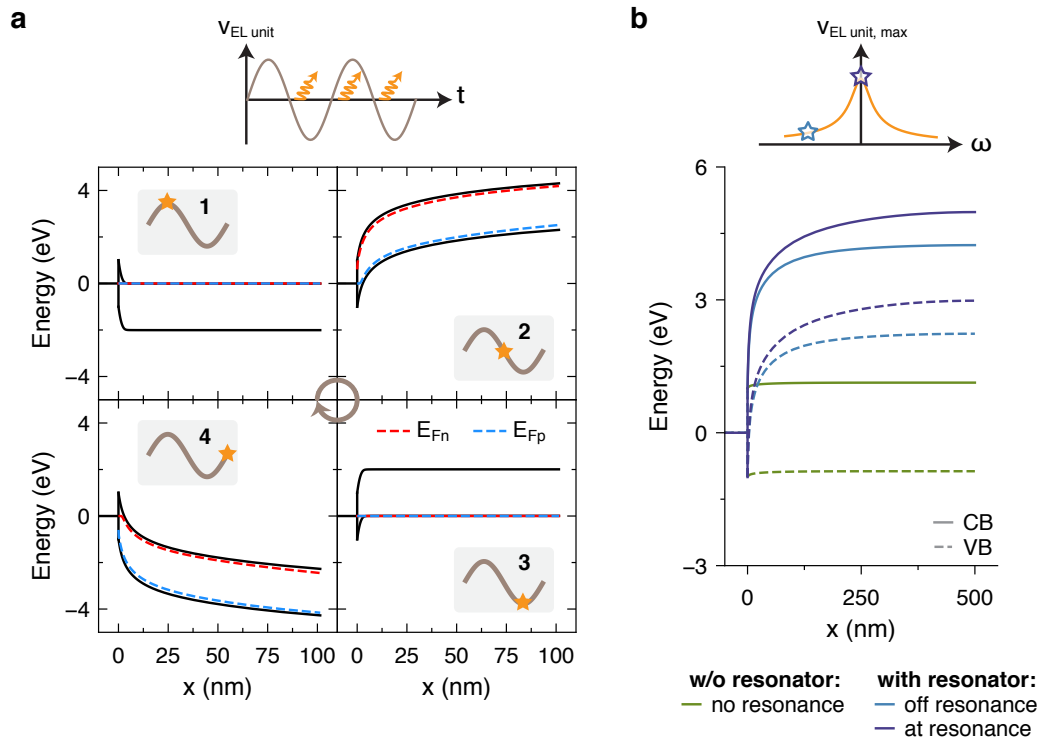 a
v_EL unit
t
4
0
−4
Energy (eV)
1
2
4
0
−4
Energy (eV)
4
E_Fn
E_Fp
3
0 25 50 75 100
0 25 50 75 100
x (nm)
x (nm)
b
v_EL unit, max
ω
6
3
0
−3
Energy (eV)
CB
VB
0 250 500
x (nm)
w/o resonator:
no resonance
with resonator:
off resonance
at resonance